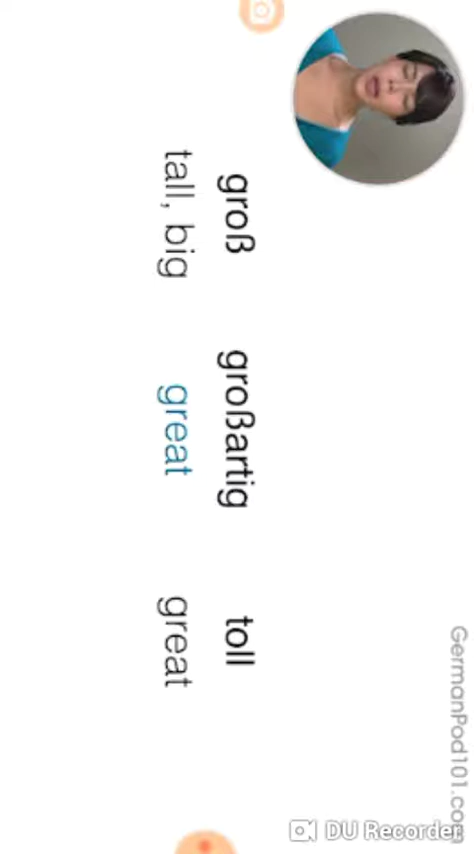 groß großartig toll
tall, big great great
GermanPod101.com
DU Recorder